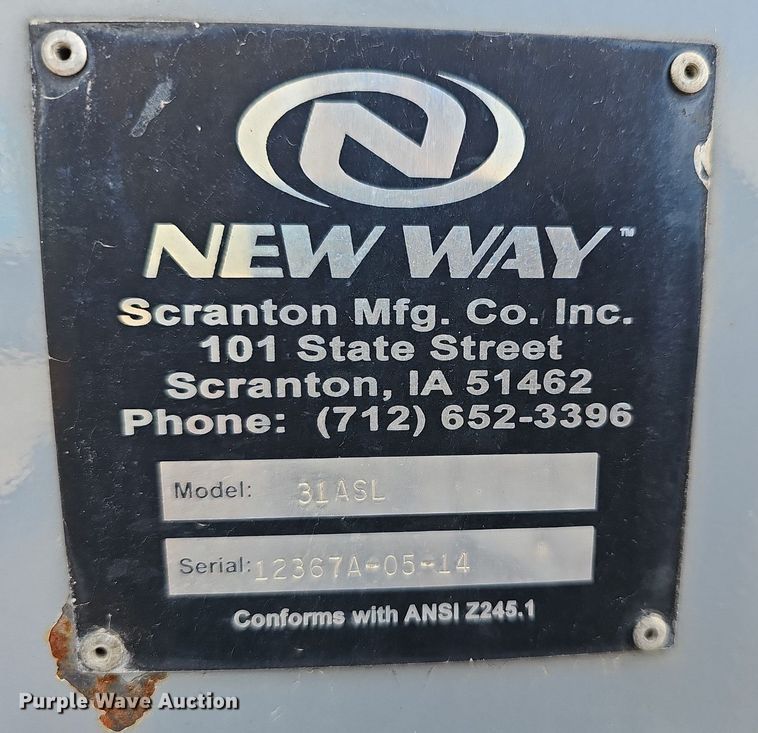 N
NEW WAY™
Scranton Mfg. Co. Inc.
101 State Street
Scranton, IA 51462
Phone: (712) 652-3396
Model: 31ASL
Serial: 12367A-05-14
Conforms with ANSI Z245.1
Purple Wave Auction